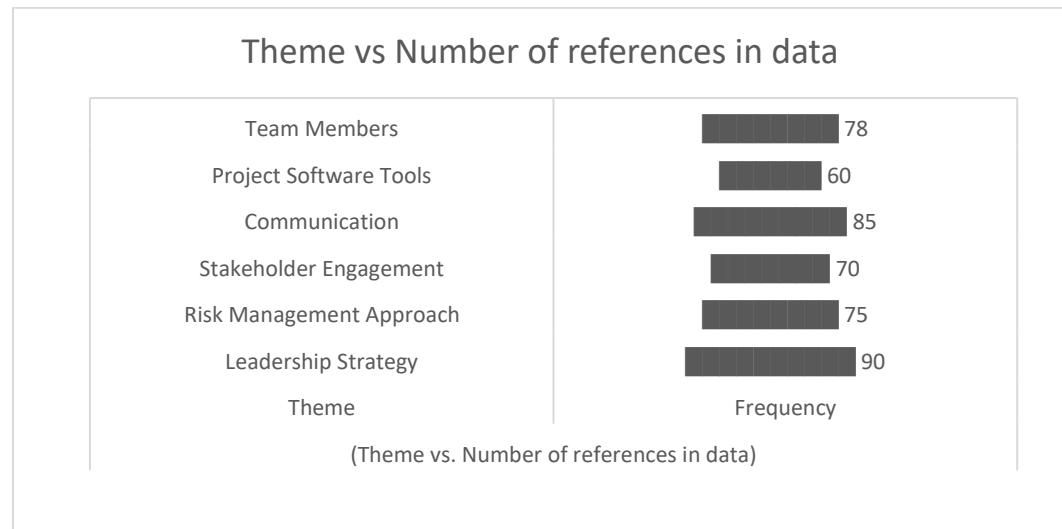 Theme vs Number of references in data
Team Members 78
Project Software Tools 60
Communication 85
Stakeholder Engagement 70
Risk Management Approach 75
Leadership Strategy 90
Theme Frequency
(Theme vs. Number of references in data)